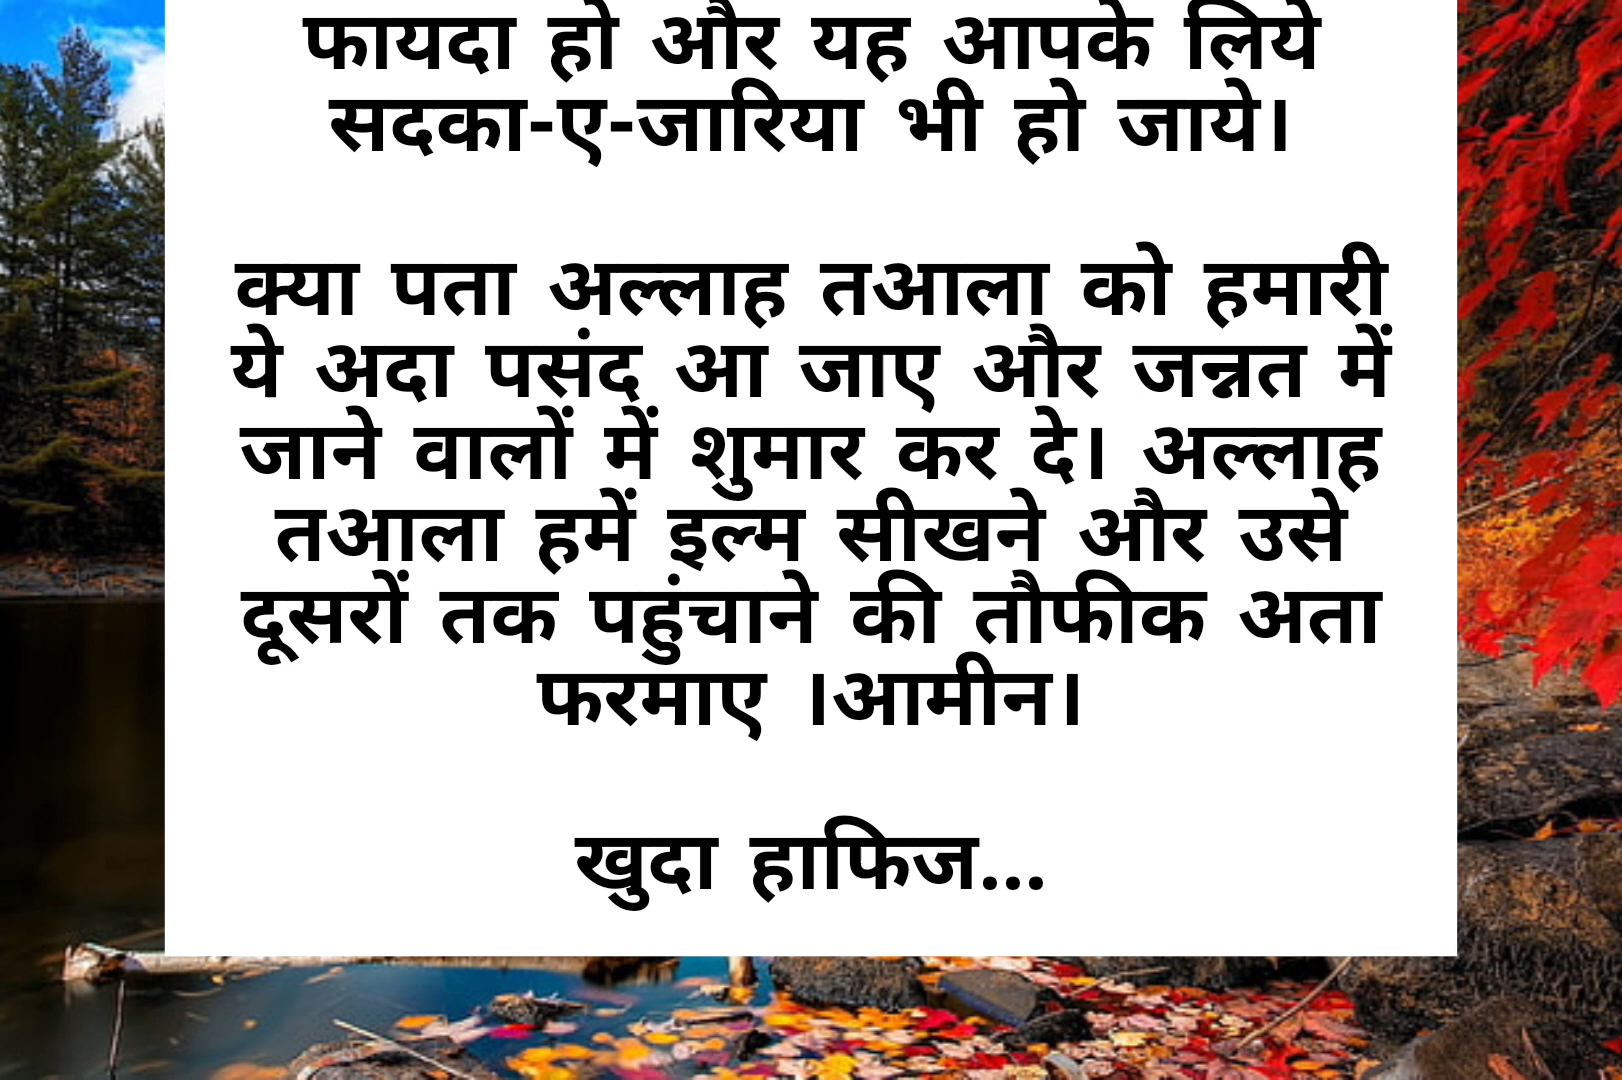 फायदा हो और यह आपके लिये
सदका-ए-जारिया भी हो जाये।
क्या पता अल्लाह तआला को हमारी
ये अदा पसंद आ जाए और जन्नत में
जाने वालों में शुमार कर दे। अल्लाह
तआला हमें इल्म सीखने और उसे
दूसरों तक पहुंचाने की तौफीक अता
फरमाए ।आमीन।
खुदा हाफिज...